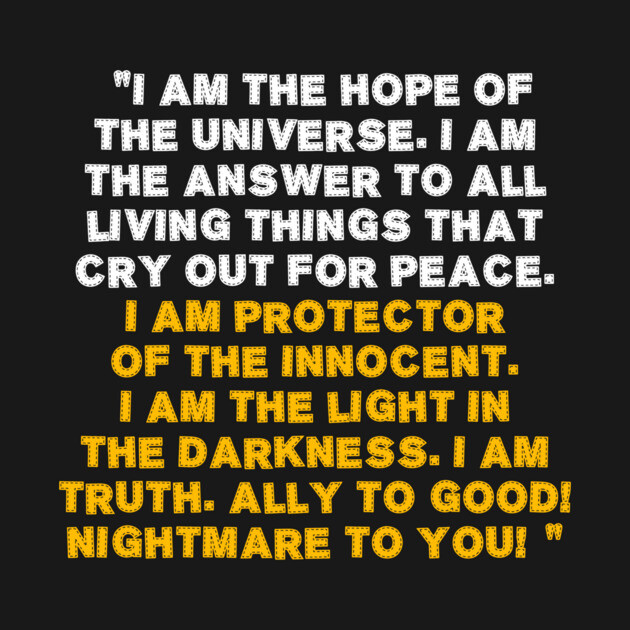 "I AM THE HOPE OF
THE UNIVERSE. I AM
THE ANSWER TO ALL
LIVING THINGS THAT
CRY OUT FOR PEACE.
I AM PROTECTOR
OF THE INNOCENT.
I AM THE LIGHT IN
THE DARKNESS. I AM
TRUTH. ALLY TO GOOD!
NIGHTMARE TO YOU! "